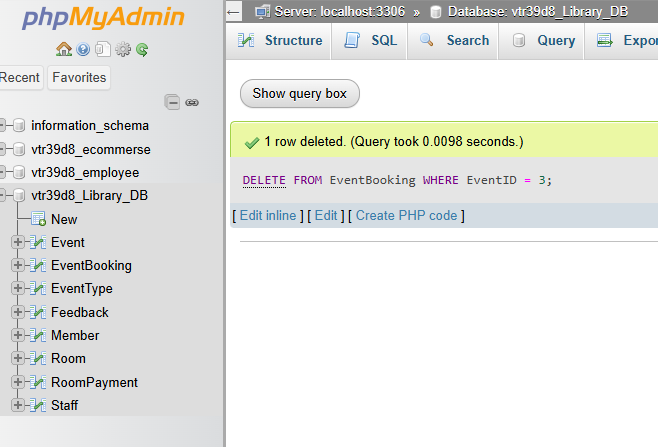 phpMyAdmin
Recent Favorites
information_schema
vtr39d8_ecommerse
vtr39d8_employee
vtr39d8_Library_DB
New
Event
EventBooking
EventType
Feedback
Member
Room
RoomPayment
Staff
Server: localhost:3306 » Database: vtr39d8_Library_DB
Structure SQL Search Query Expor
Show query box
1 row deleted. (Query took 0.0098 seconds.)
DELETE FROM EventBooking WHERE EventID = 3;
[ Edit inline ] [ Edit ] [ Create PHP code ]